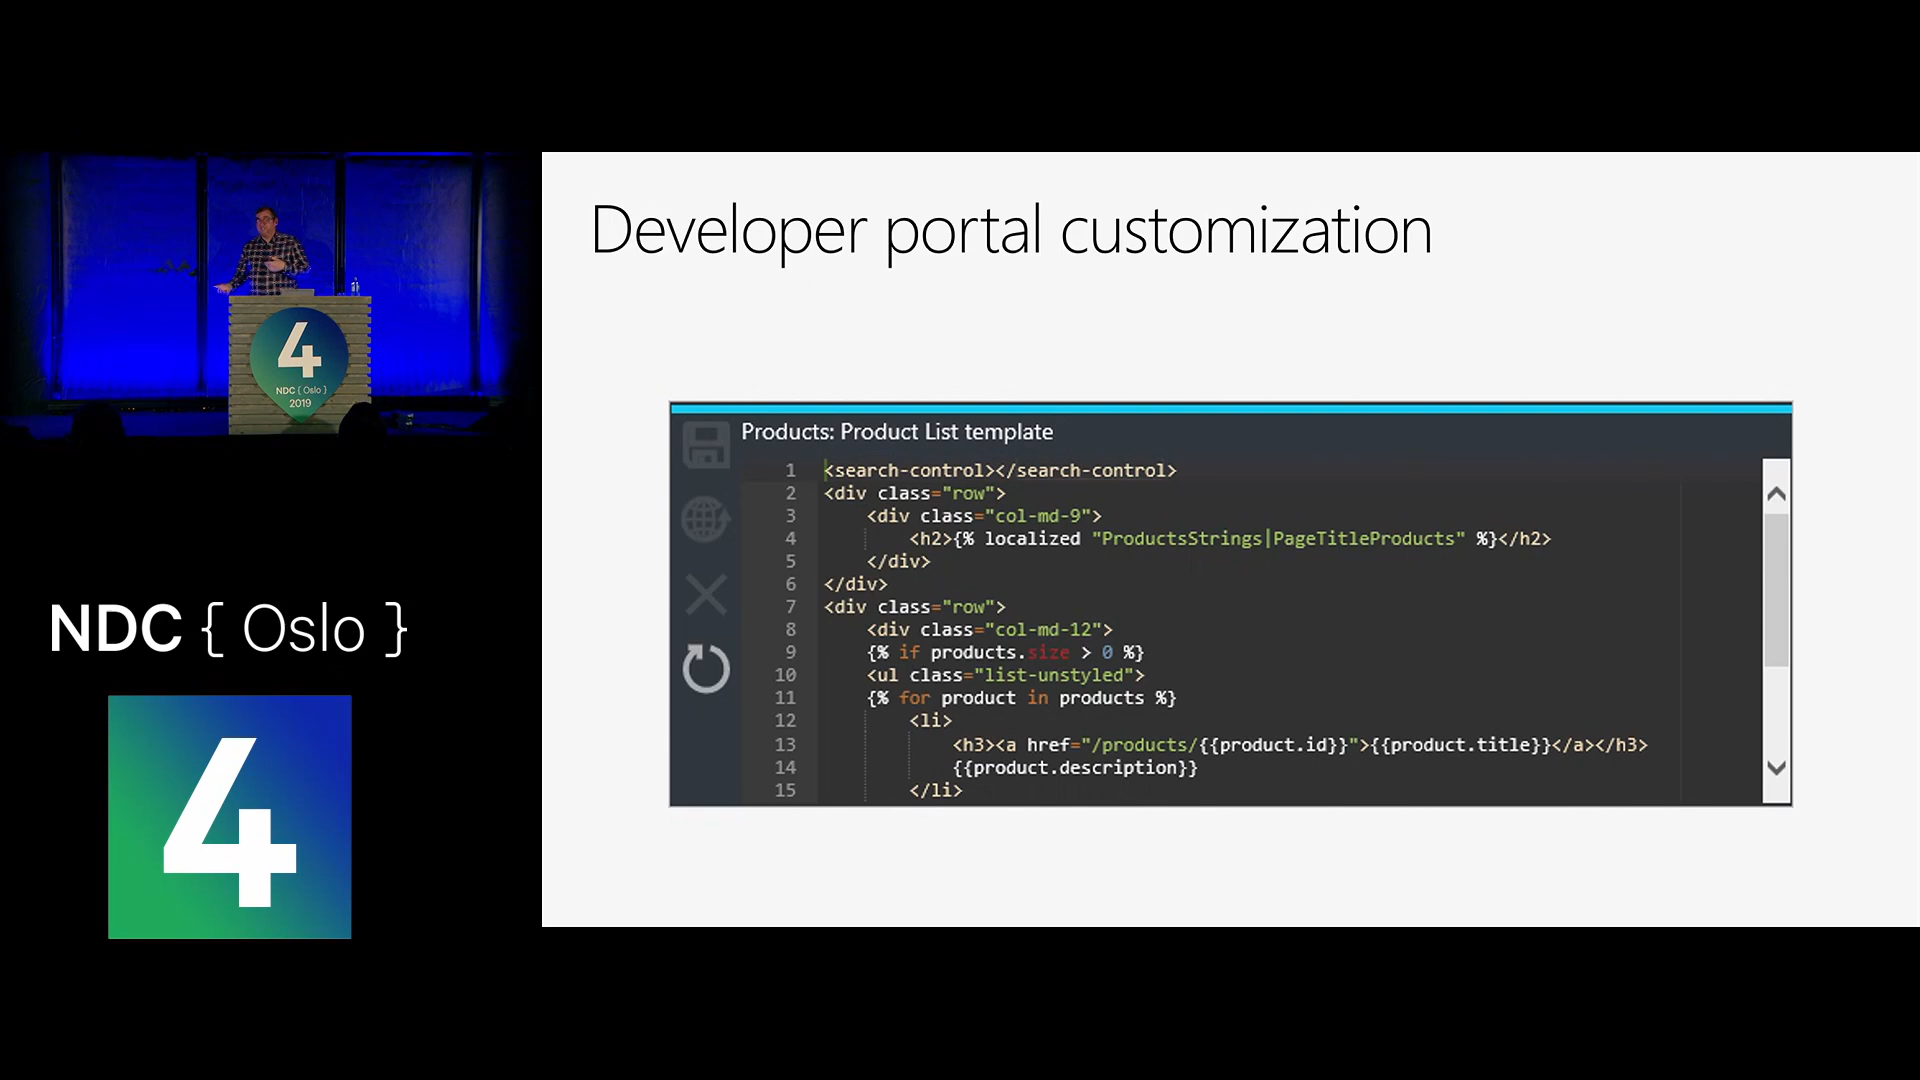 4
NDC { Oslo }
2019
NDC { Oslo }
4
Developer portal customization
Products: Product List template
1 <search-control></search-control>
2 <div class="row">
3 <div class="col-md-9">
4 <h2>{% localized "ProductsStrings|PageTitleProducts" %}</h2>
5 </div>
6 </div>
7 <div class="row">
8 <div class="col-md-12">
9 {% if products.size > 0 %}
10 <ul class="list-unstyled">
11 {% for product in products %}
12 <li>
13 <h3><a href="/products/{{product.id}}">{{product.title}}</a></h3>
14 {{product.description}}
15 </li>